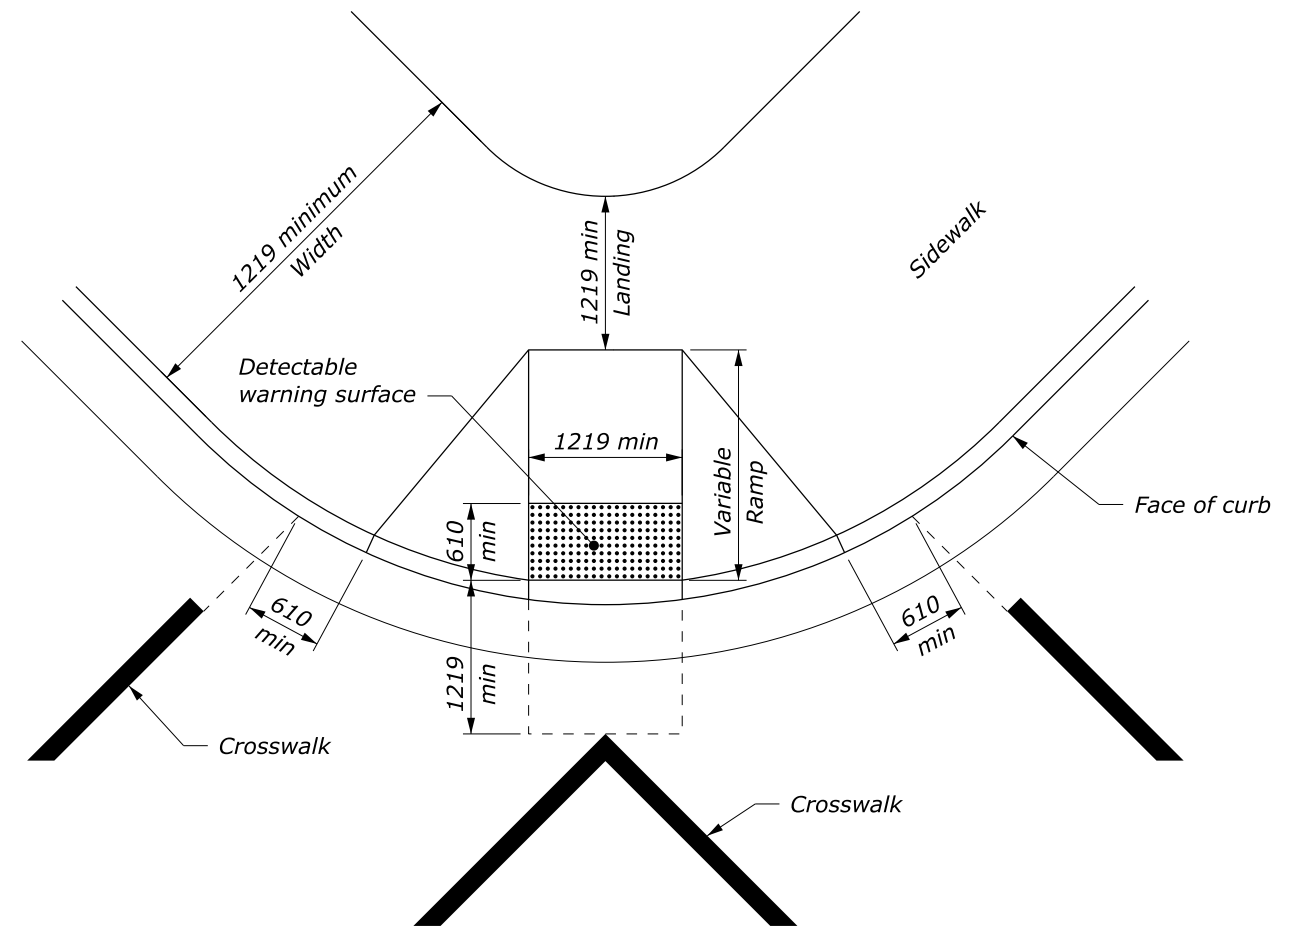 1219 minimum
Width
1219 min
Landing
Sidewalk
Detectable
warning surface
1219 min
Variable
Ramp
Face of curb
610
min
610
min
610
min
1219
min
Crosswalk
Crosswalk